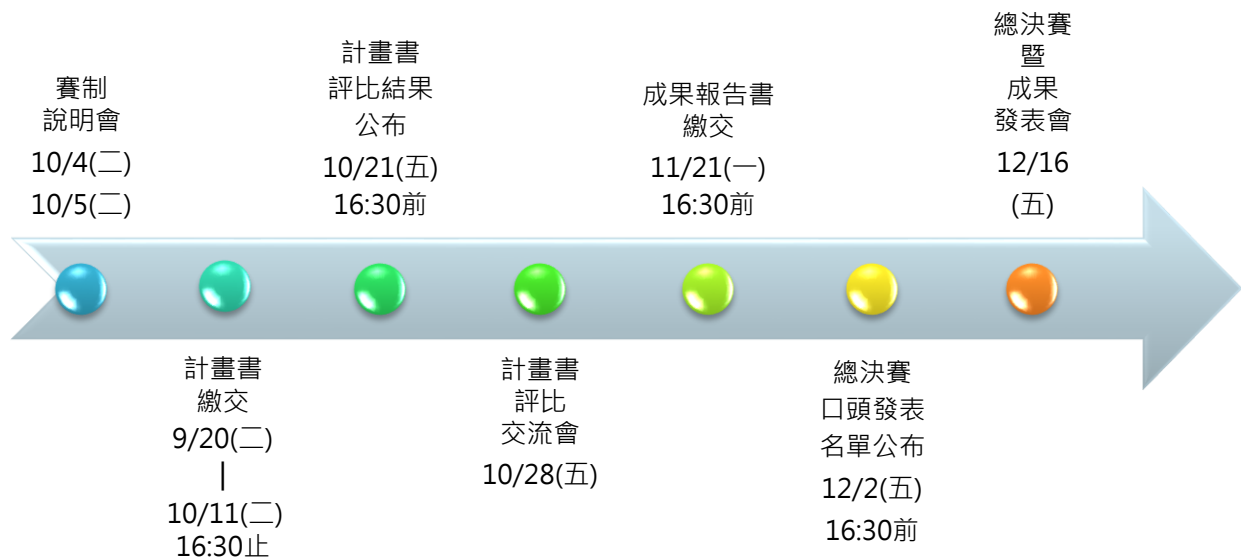 賽制
說明會
10/4(二)
10/5(二)
計畫書
繳交
9/20(二)
|
10/11(二)
16:30止
計畫書
評比結果
公布
10/21(五)
16:30前
計畫書
評比
交流會
10/28(五)
成果報告書
繳交
11/21(一)
16:30前
總決賽
口頭發表
名單公布
12/2(五)
16:30前
總決賽
暨
成果
發表會
12/16
(五)